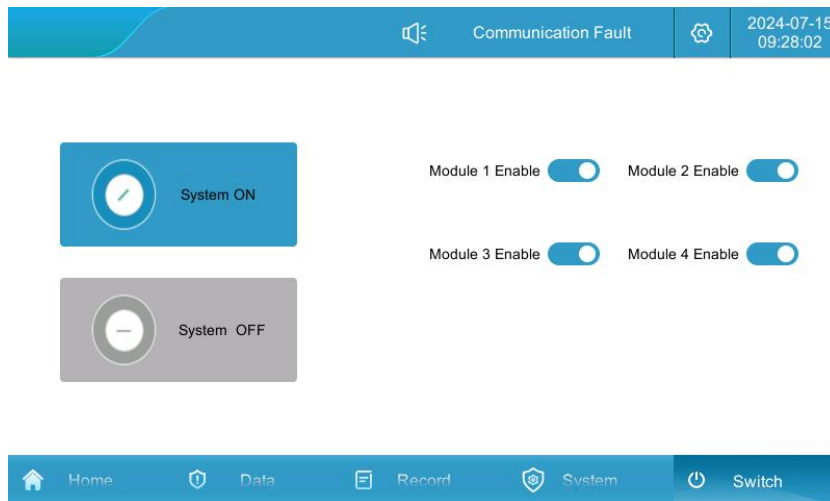 Communication Fault
2024-07-15
09:28:02
System ON
Module 1 Enable
Module 2 Enable
Module 3 Enable
Module 4 Enable
System OFF
Home
Data
Record
System
Switch